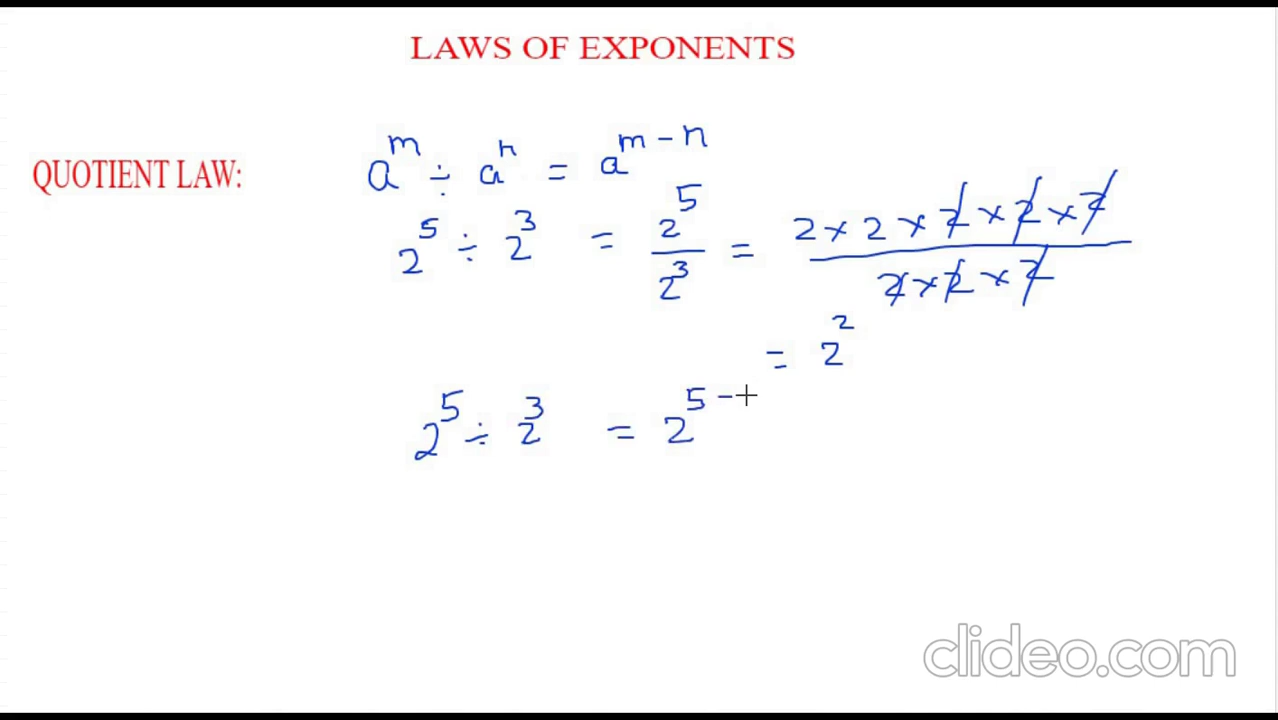 LAWS OF EXPONENTS
QUOTIENT LAW: a^m ÷ a^n = a^{m-n}
2^5 ÷ 2^3 = 2^5/2^3 = 2×2×2×2×2/2×2×2
= 2^2
2^5 ÷ 2^3 = 2^{5-
clideo.com